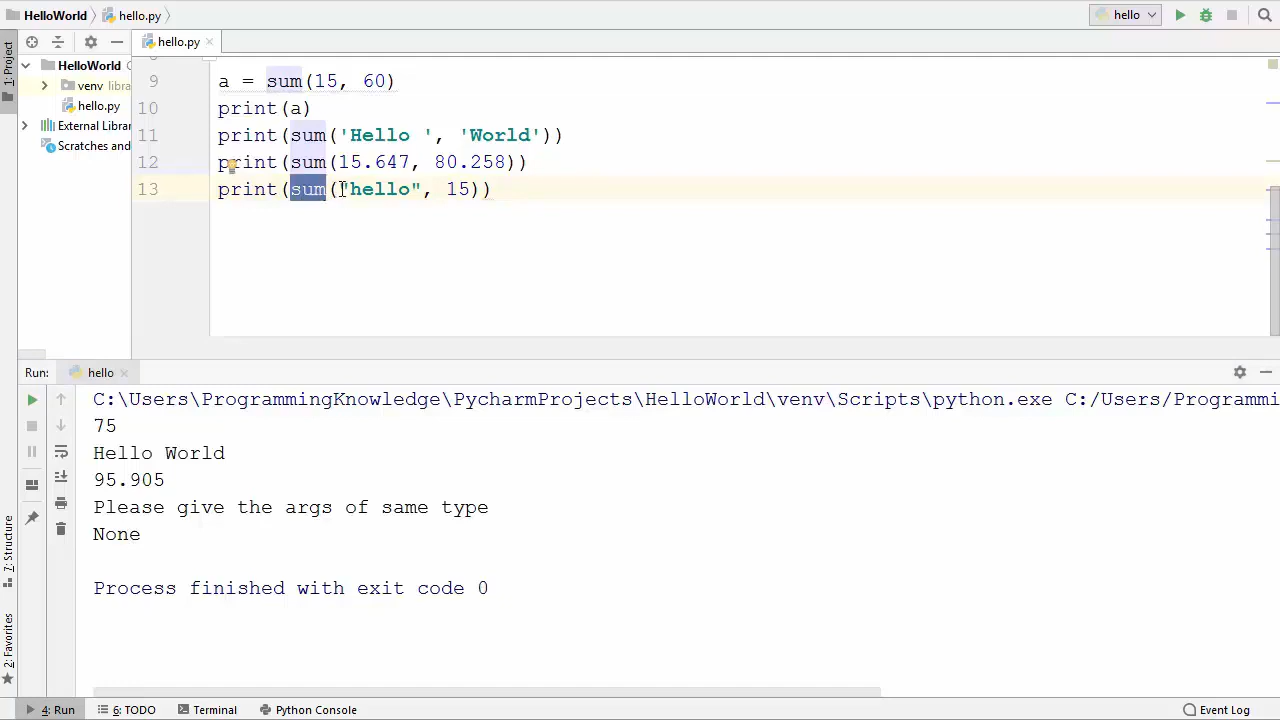 HelloWorld hello.py
hello
1: Project
hello.py
HelloWorld
venv libra
hello.py
External Librar
Scratches and
9 a = sum(15, 60)
10 print(a)
11 print(sum('Hello ', 'World'))
12 print(sum(15.647, 80.258))
13 print(sum("hello", 15))
Run: hello
C:\Users\ProgrammingKnowledge\PycharmProjects\HelloWorld\venv\Scripts\python.exe C:/Users/Programmi
75
Hello World
95.905
Please give the args of same type
None
Process finished with exit code 0
7: Structure
2: Favorites
4: Run 6: TODO Terminal Python Console Event Log